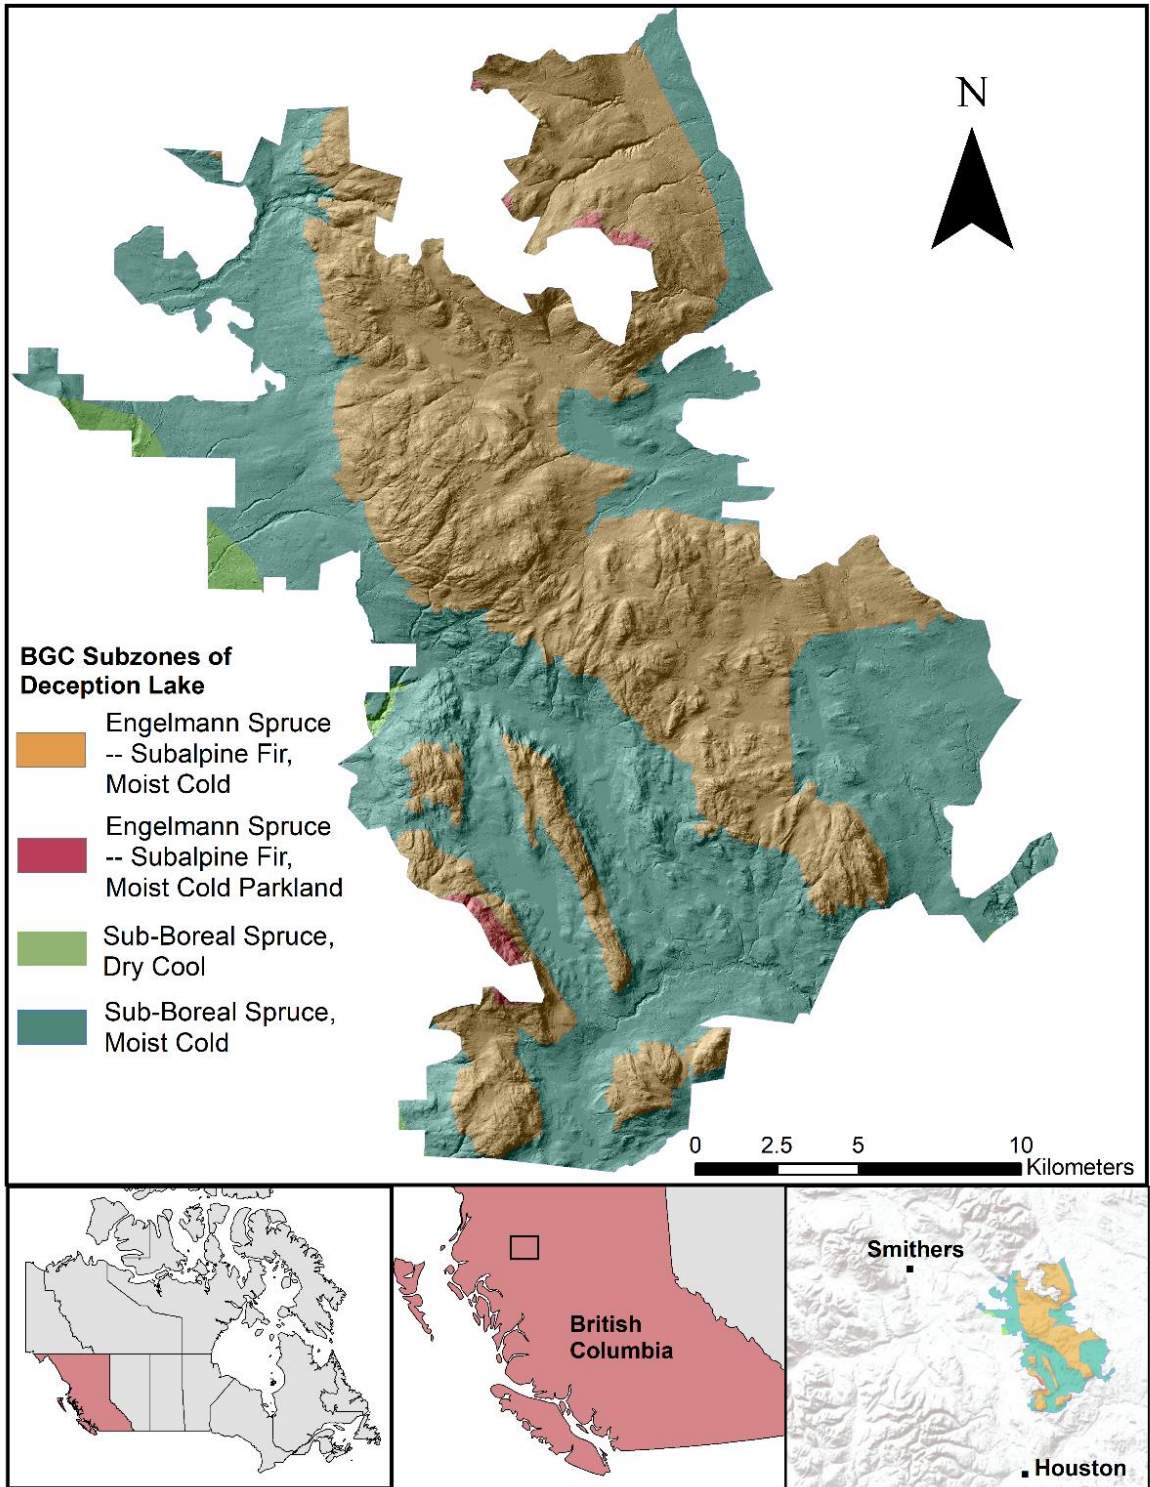 N
BGC Subzones of
Deception Lake
Engelmann Spruce
-- Subalpine Fir,
Moist Cold
Engelmann Spruce
-- Subalpine Fir,
Moist Cold Parkland
Sub-Boreal Spruce,
Dry Cool
Sub-Boreal Spruce,
Moist Cold
0 2.5 5 10
Kilometers
British
Columbia
Smithers
Houston